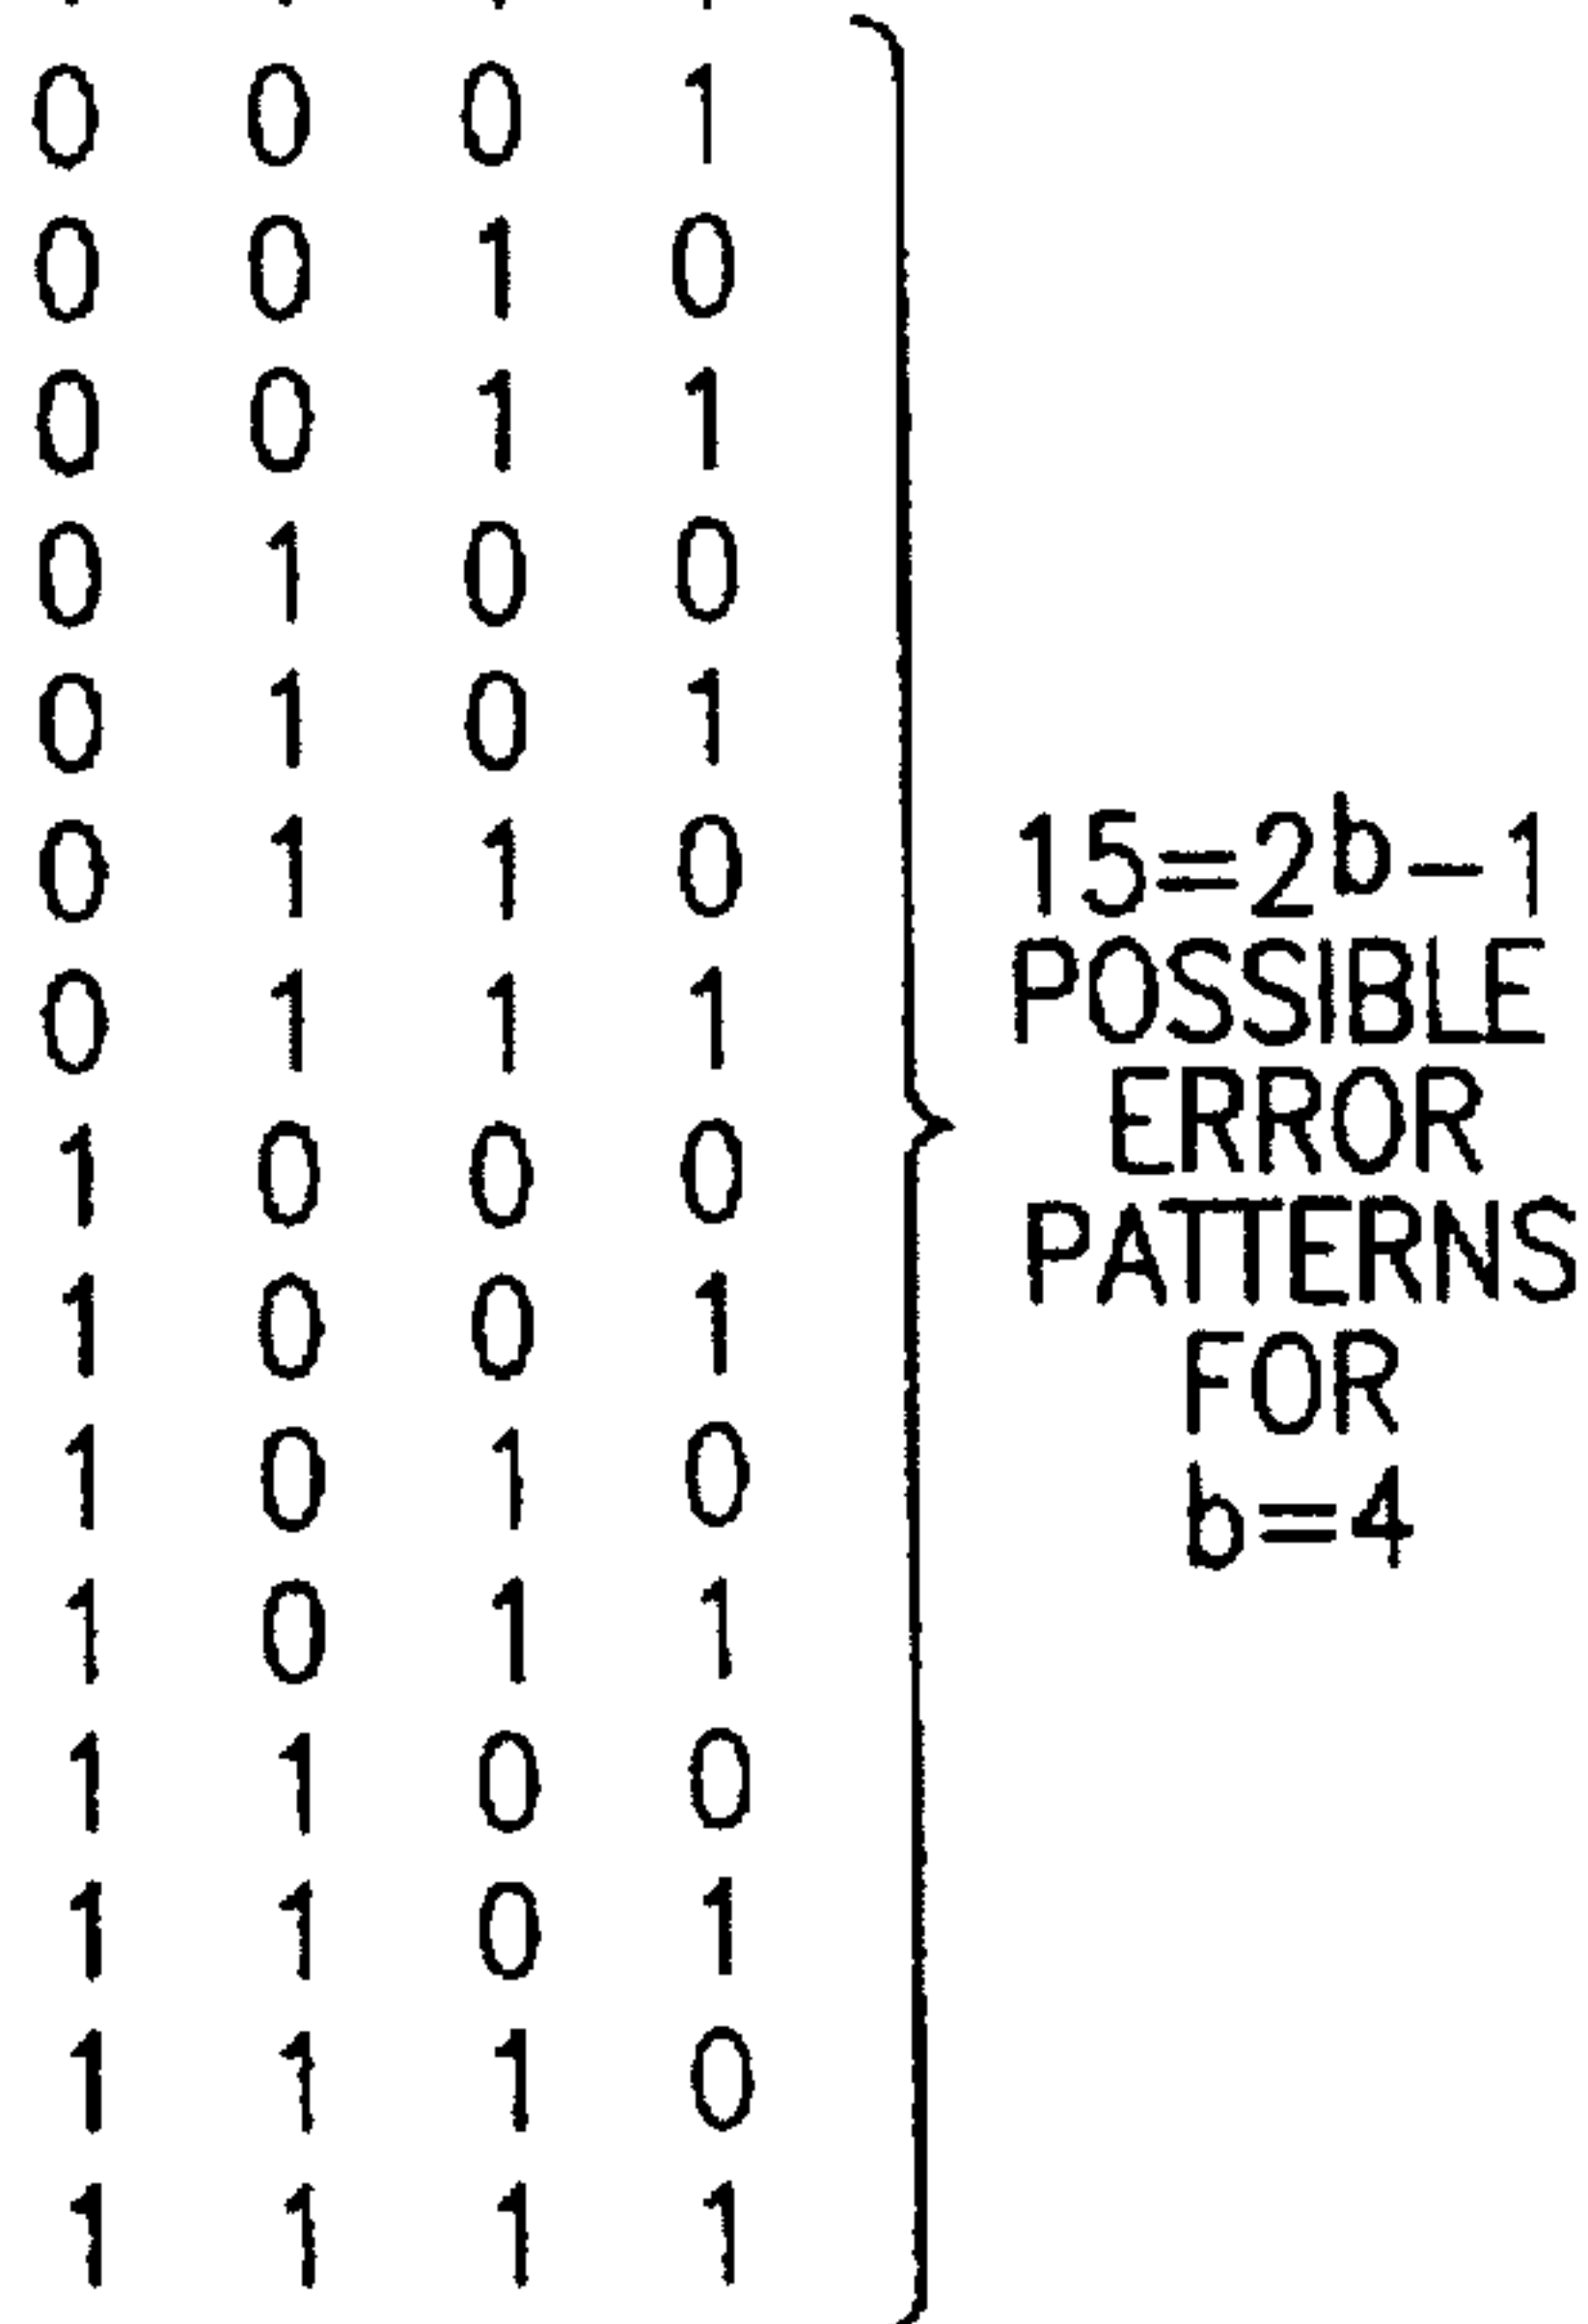 0 0 0 1
0 0 1 0
0 0 1 1
0 1 0 0
0 1 0 1
0 1 1 0
0 1 1 1
1 0 0 0
1 0 0 1
1 0 1 0
1 0 1 1
1 1 0 0
1 1 0 1
1 1 1 0
1 1 1 1
15=2ᵇ-1
POSSIBLE
ERROR
PATTERNS
FOR
b=4